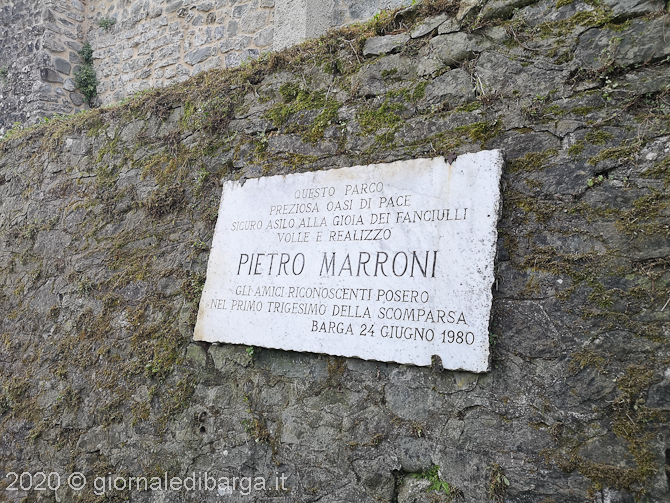 QUESTO PARCO
PREZIOSA OASI DI PACE
SICURO ASILO ALLA GIOIA DEI FANCIULLI
VOLLE E REALIZZO'
PIETRO MARRONI
GLI AMICI RICONOSCENTI POSERO
NEL PRIMO TRIGESIMO DELLA SCOMPARSA
BARGA 24 GIUGNO 1980
2020 © giornaledibarga.it